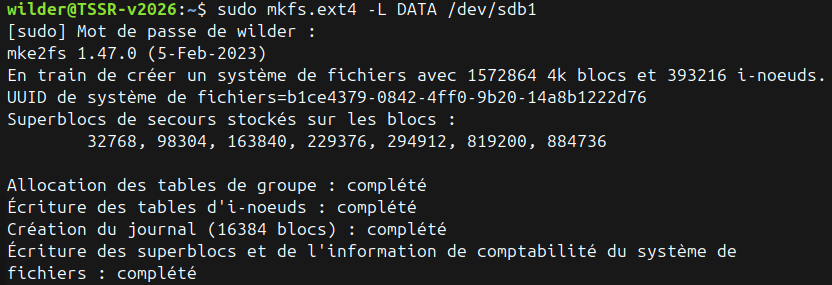 wilder@TSSR-v2026:~$ sudo mkfs.ext4 -L DATA /dev/sdb1
[sudo] Mot de passe de wilder :
mke2fs 1.47.0 (5-Feb-2023)
En train de créer un système de fichiers avec 1572864 4k blocs et 393216 i-noeuds.
UUID de système de fichiers=b1ce4379-0842-4ff0-9b20-14a8b1222d76
Superblocs de secours stockés sur les blocs :
        32768, 98304, 163840, 229376, 294912, 819200, 884736

Allocation des tables de groupe : complété
Écriture des tables d'i-noeuds : complété
Création du journal (16384 blocs) : complété
Écriture des superblocs et de l'information de comptabilité du système de
fichiers : complété